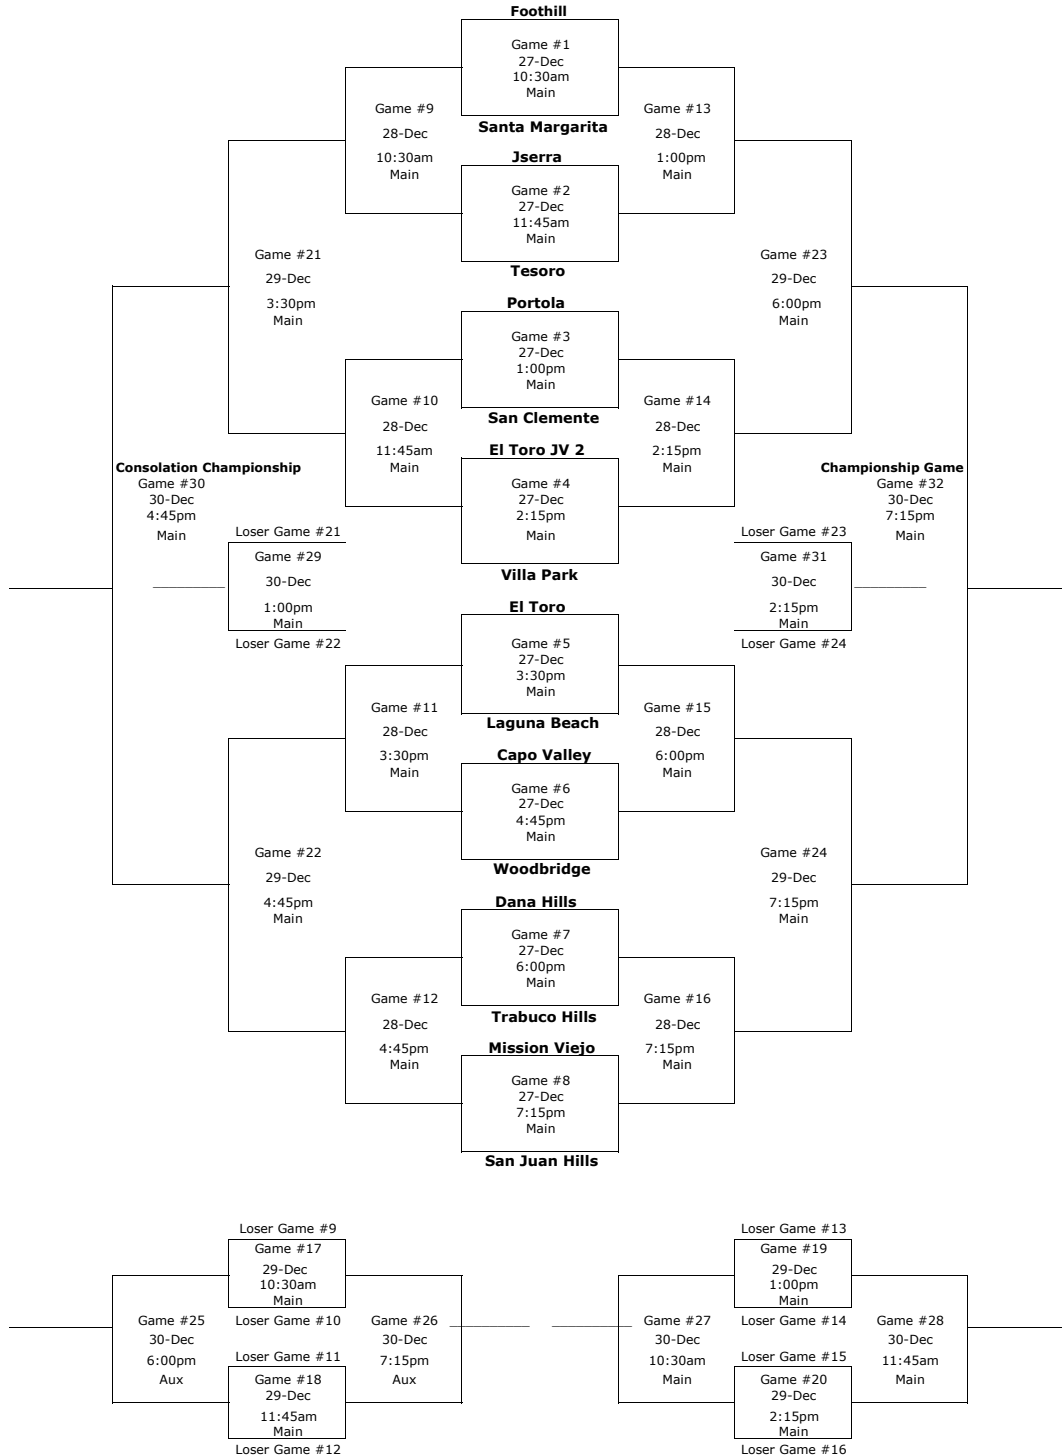 Foothill
Game #1
27-Dec
10:30am
Main
Santa Margarita
Game #9
28-Dec
10:30am
Main
Game #13
28-Dec
1:00pm
Main
Jserra
Game #2
27-Dec
11:45am
Main
Tesoro
Game #21
29-Dec
3:30pm
Main
Game #23
29-Dec
6:00pm
Main
Portola
Game #3
27-Dec
1:00pm
Main
San Clemente
Game #10
28-Dec
11:45am
Main
Game #14
28-Dec
2:15pm
Main
El Toro JV 2
Game #4
27-Dec
2:15pm
Main
Villa Park
Consolation Championship
Game #30
30-Dec
4:45pm
Main
Championship Game
Game #32
30-Dec
7:15pm
Main
Loser Game #21
Game #29
30-Dec
1:00pm
Main
Loser Game #22
Loser Game #23
Game #31
30-Dec
2:15pm
Main
Loser Game #24
El Toro
Game #5
27-Dec
3:30pm
Main
Laguna Beach
Game #11
28-Dec
3:30pm
Main
Game #15
28-Dec
6:00pm
Main
Capo Valley
Game #6
27-Dec
4:45pm
Main
Woodbridge
Game #22
29-Dec
4:45pm
Main
Game #24
29-Dec
7:15pm
Main
Dana Hills
Game #7
27-Dec
6:00pm
Main
Trabuco Hills
Game #12
28-Dec
4:45pm
Main
Game #16
28-Dec
7:15pm
Main
Mission Viejo
Game #8
27-Dec
7:15pm
Main
San Juan Hills
Loser Game #9
Game #17
29-Dec
10:30am
Main
Loser Game #10
Loser Game #13
Game #19
29-Dec
1:00pm
Main
Loser Game #14
Game #25
30-Dec
6:00pm
Aux
Game #26
30-Dec
7:15pm
Aux
Game #27
30-Dec
10:30am
Main
Game #28
30-Dec
11:45am
Main
Loser Game #11
Game #18
29-Dec
11:45am
Main
Loser Game #12
Loser Game #15
Game #20
29-Dec
2:15pm
Main
Loser Game #16